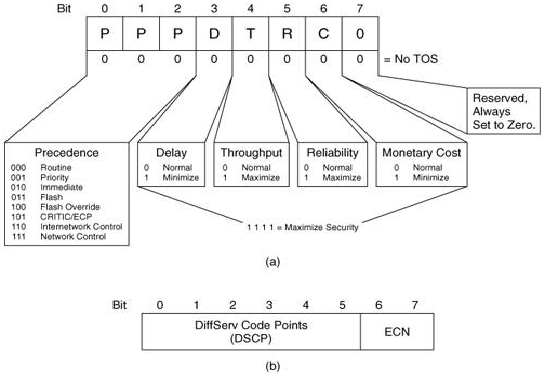 Bit 0 1 2 3 4 5 6 7
P P P D T R C 0
0 0 0 0 0 0 0 0 = No TOS
Reserved,
Always
Set to Zero.
Precedence
000 Routine
001 Priority
010 Immediate
011 Flash
100 Flash Override
101 CRITIC/ECP
110 Internetwork Control
111 Network Control
Delay
0 Normal
1 Minimize
Throughput
0 Normal
1 Maximize
Reliability
0 Normal
1 Maximize
Monetary Cost
0 Normal
1 Minimize
1 1 1 1 = Maximize Security
(a)
Bit 0 1 2 3 4 5 6 7
DiffServ Code Points
(DSCP)
ECN
(b)